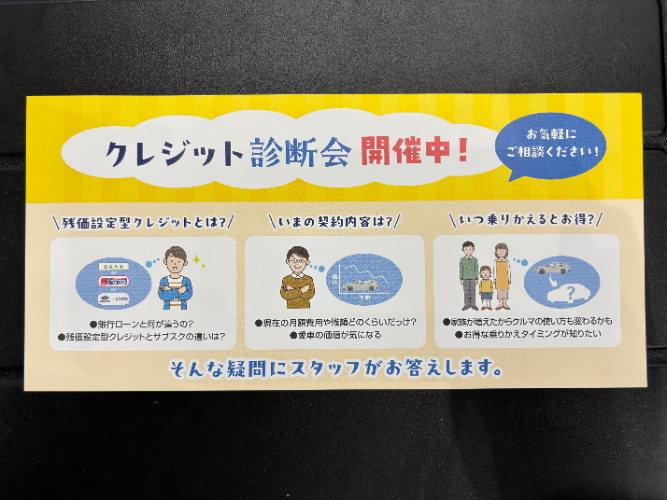 クレジット診断会 開催中！
お気軽に
ご相談ください！
残価設定型クレジットとは？
いまの契約内容は？
いつ乗りかえるとお得？
BANK
●銀行ローンと何が違うの？
●残価設定型クレジットとサブスクの違いは？
●現在の月額費用や残額どのくらいだっけ？
●愛車の価値が気になる
●家族が増えたからクルマの使い方も変わるかも
●お得な乗りかえタイミングが知りたい
そんな疑問にスタッフがお答えします。